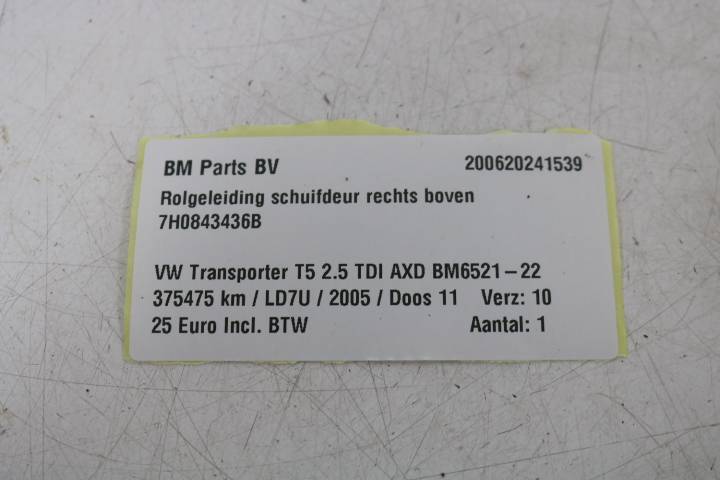 BM Parts BV 200620241539
Rolgeleiding schuifdeur rechts boven
7H0843436B
VW Transporter T5 2.5 TDI AXD BM6521-22
375475 km / LD7U / 2005 / Doos 11 Verz: 10
25 Euro Incl. BTW Aantal: 1